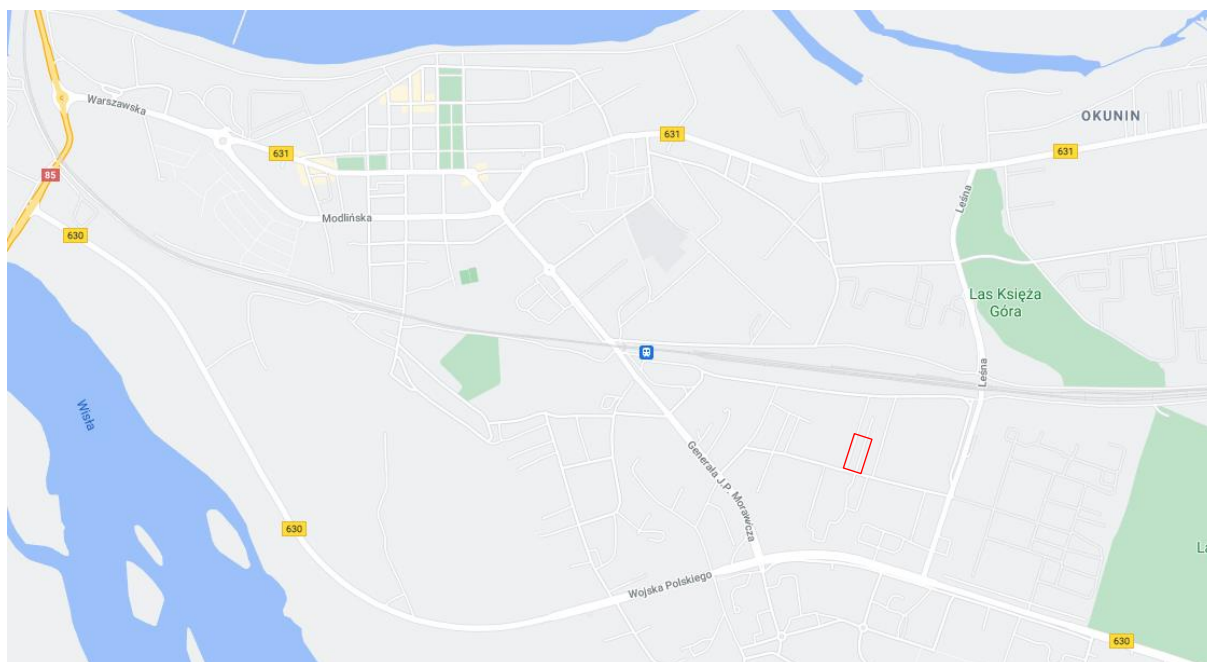 Warszawska
OKUNIN
631
631
631
85
Modlińska
630
Leśna
Las Księża
Góra
Leśna
Wisła
Generała J.P. Morawicza
630
Wojska Polskiego
La
630